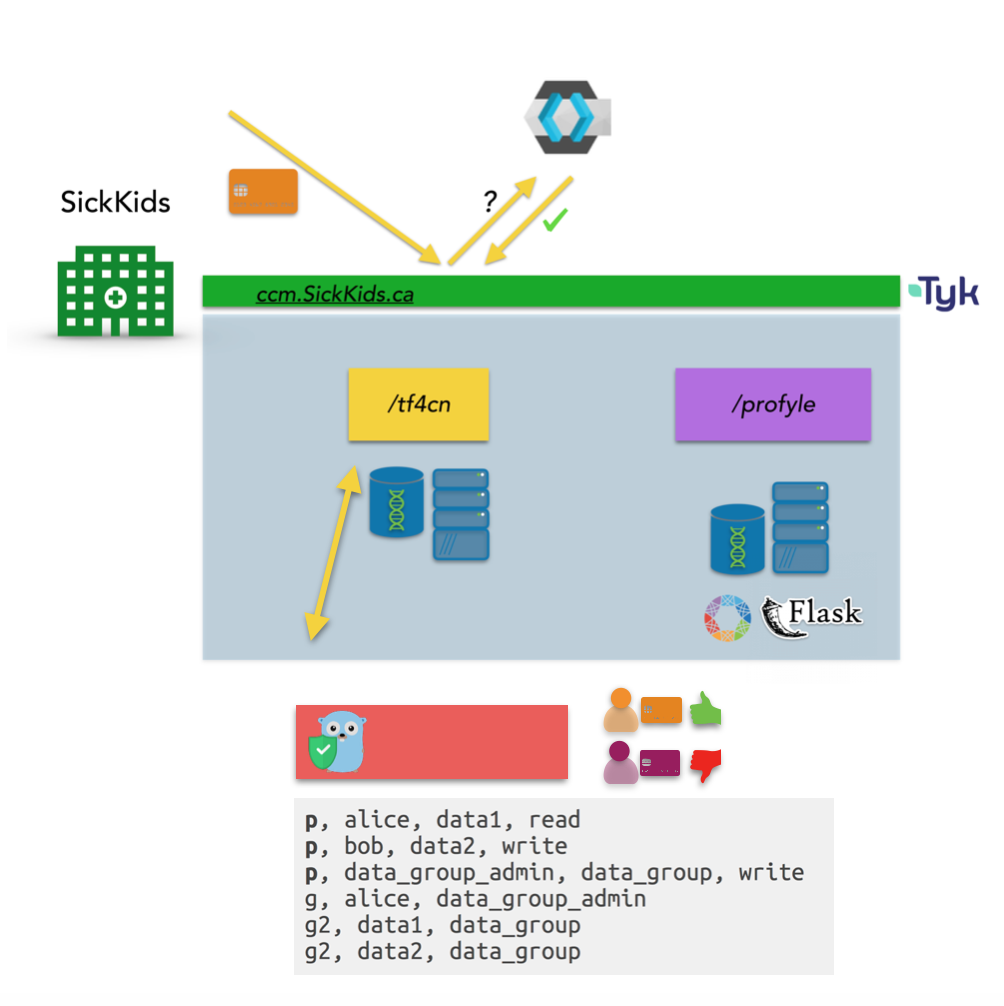 ?
SickKids
ccm.SickKids.ca
Tyk
/tf4cn
/profyle
Flask
p, alice, data1, read
p, bob, data2, write
p, data_group_admin, data_group, write
g, alice, data_group_admin
g2, data1, data_group
g2, data2, data_group